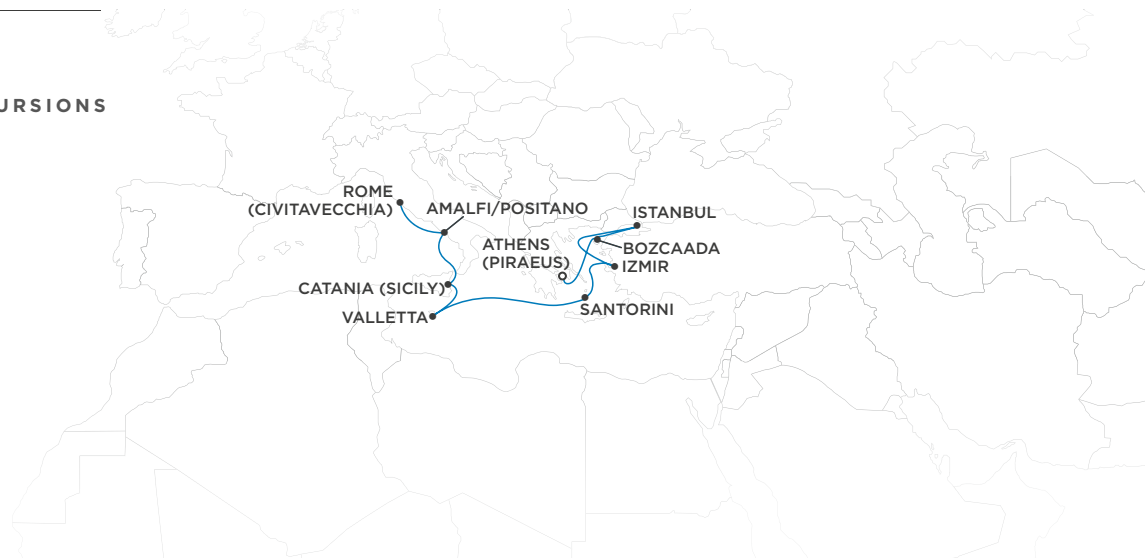 URSIONS
ROME
(CIVITAVECCHIA)
AMALFI/POSITANO
ISTANBUL
ATHENS
(PIRAEUS)
BOZCAADA
IZMIR
CATANIA (SICILY)
SANTORINI
VALLETTA